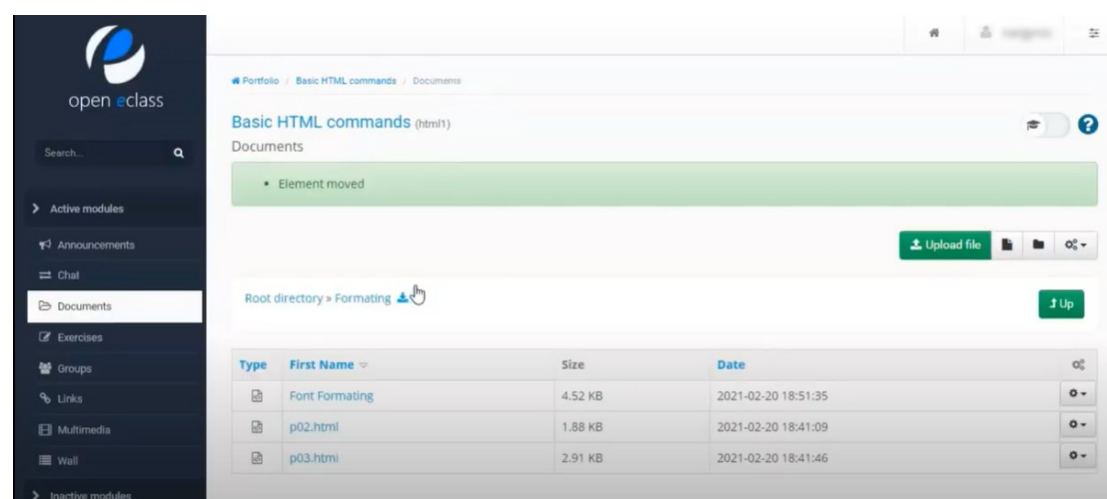 open eclass
Search...
Active modules
Announcements
Chat
Documents
Exercises
Groups
Links
Multimedia
Wall
Inactive modules
Portfolio / Basic HTML commands / Documents
Basic HTML commands (html1)
Documents
• Element moved
Upload file
Root directory » Formating
Up
Type First Name Size Date
Font Formating 4.52 KB 2021-02-20 18:51:35
p02.html 1.88 KB 2021-02-20 18:41:09
p03.html 2.91 KB 2021-02-20 18:41:46